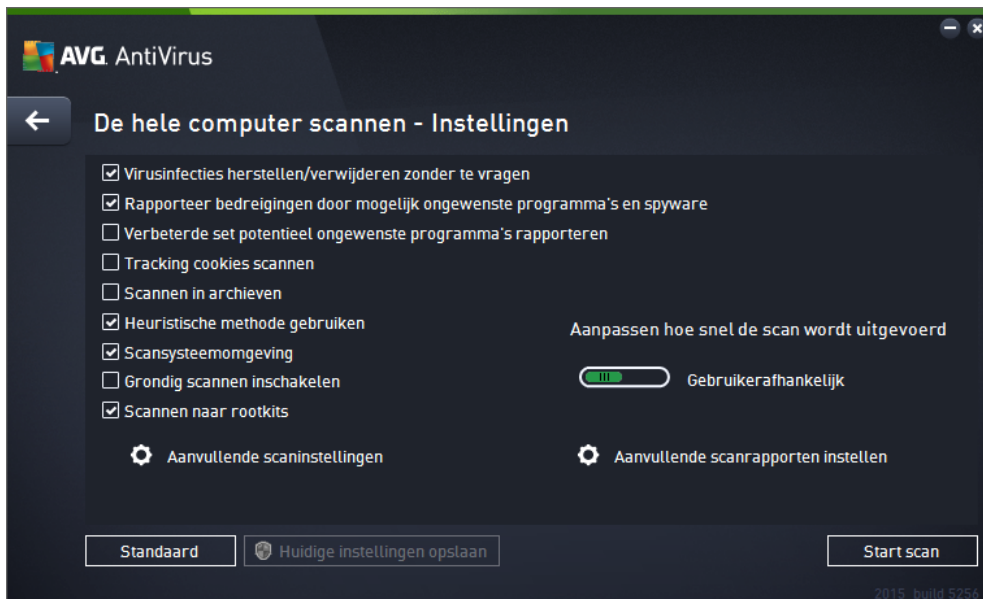 AVG. AntiVirus
De hele computer scannen - Instellingen
Virusinfecties herstellen/verwijderen zonder te vragen
Rapporteer bedreigingen door mogelijk ongewenste programma's en spyware
Verbeterde set potentieel ongewenste programma's rapporteren
Tracking cookies scannen
Scannen in archieven
Heuristische methode gebruiken
Scansysteemomgeving
Grondig scannen inschakelen
Scannen naar rootkits
Aanpassen hoe snel de scan wordt uitgevoerd
Gebruikerafhankelijk
Aanvullende scaninstellingen
Aanvullende scanrapporten instellen
Standaard
Huidige instellingen opslaan
Start scan
2015 build 5256